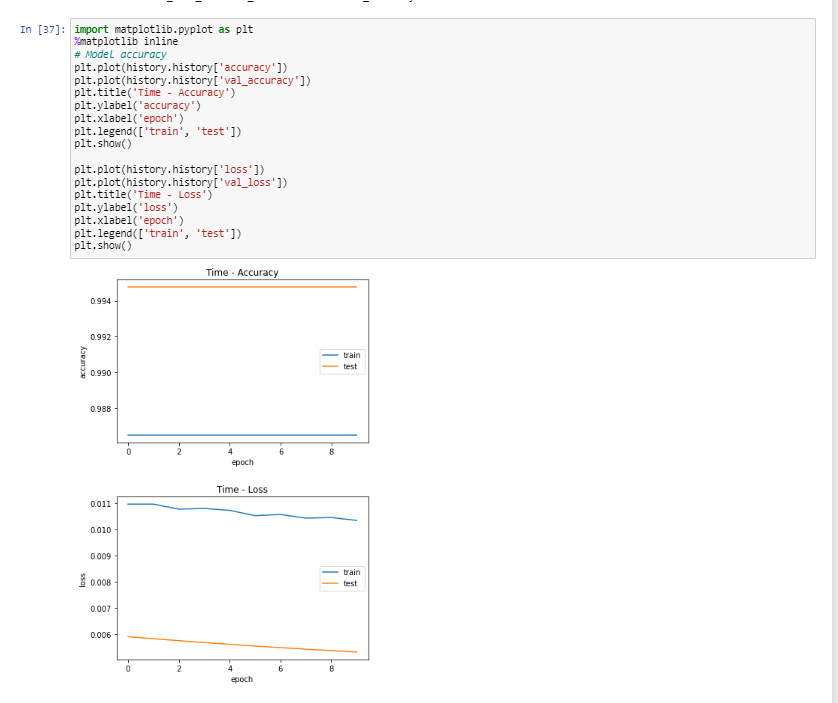 In [37]:
import matplotlib.pyplot as plt
%matplotlib inline
# Model accuracy
plt.plot(history.history['accuracy'])
plt.plot(history.history['val_accuracy'])
plt.title('Time - Accuracy')
plt.ylabel('accuracy')
plt.xlabel('epoch')
plt.legend(['train', 'test'])
plt.show()
plt.plot(history.history['loss'])
plt.plot(history.history['val_loss'])
plt.title('Time - Loss')
plt.ylabel('loss')
plt.xlabel('epoch')
plt.legend(['train', 'test'])
plt.show()
Time - Accuracy
0.994
0.992
0.990
0.988
accuracy
train
test
0 2 4 6 8
epoch
Time - Loss
0.011
0.010
0.009
0.008
0.007
0.006
loss
train
test
0 2 4 6 8
epoch